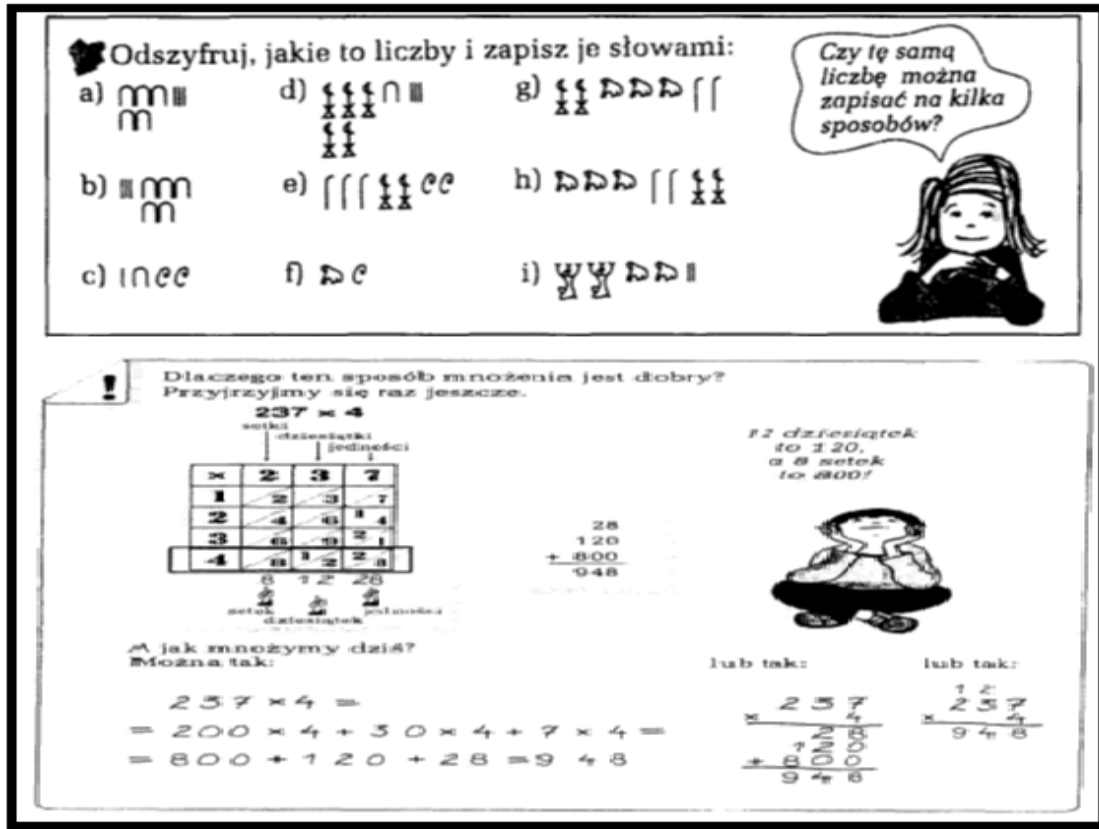 Odszyfruj, jakie to liczby i zapisz je słowami:
a)
b)
c)
d)
e)
f)
g)
h)
i)
Czy tę samą
liczbę można
zapisać na kilka
sposobów?
!
Dlaczego ten sposób mnożenia jest dobry?
Przyjrzyjmy się raz jeszcze.
237 × 4
setki
dziesiątki
jedności
× 2 3 7
1 2 3 7
2 4 6 1 4
3 6 9 2 1
4 8 1 2 2 8
8 12 28
setek
dziesiątek
jedności
28
120
+ 800
948
12 dziesiątek
to 120,
a 8 setek
to 800!
A jak mnożymy dziś?
Można tak:
237 × 4 =
= 200 × 4 + 30 × 4 + 7 × 4 =
= 800 + 120 + 28 = 948
lub tak:
237
× 4
28
120
+ 800
948
lub tak:
1 2
237
× 4
948